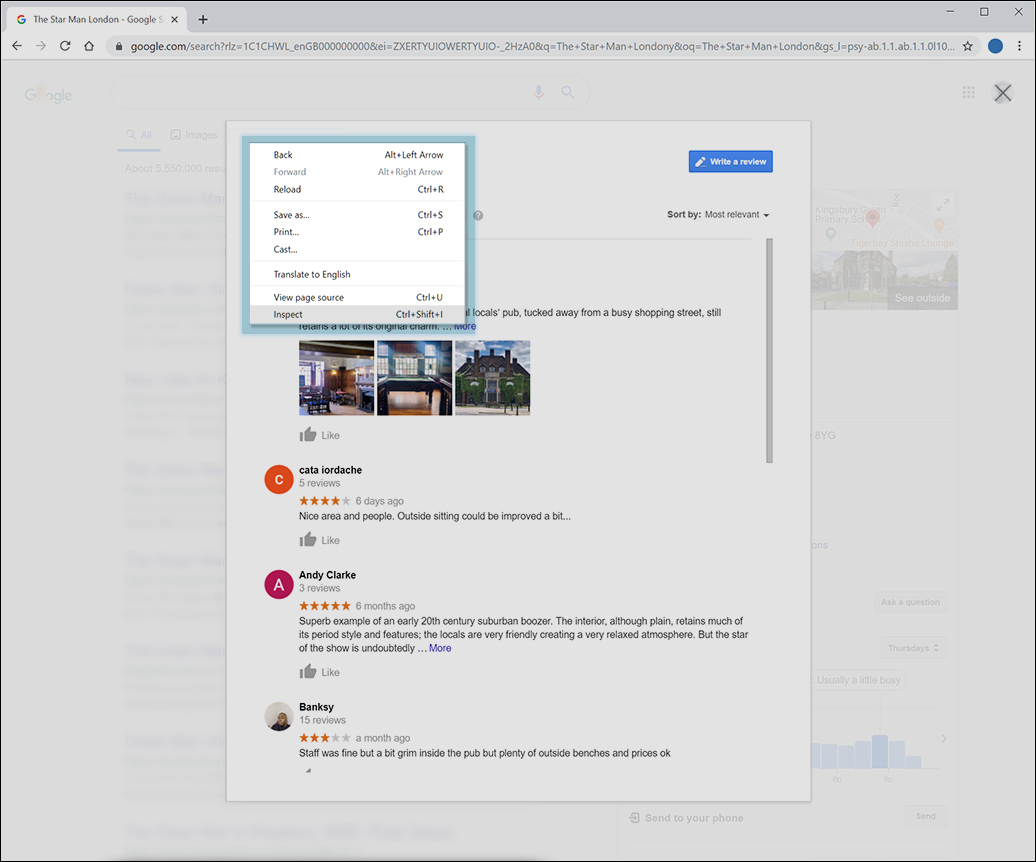 The Star Man London - Google S
google.com/search?rlz=1C1CHWL_enGB000000000&ei=ZXERTYUIOWERTYUIO-_2HzA0&q=The+Star+Man+Londony&oq=The+Star+Man+London&gs_l=psy-ab.1.1.ab.1.1.0l10...
Google
All
Images
About 5,550,000 resu
Back Alt+Left Arrow
Forward Alt+Right Arrow
Reload Ctrl+R
Save as... Ctrl+S
Print... Ctrl+P
Cast...
Translate to English
View page source Ctrl+U
Inspect Ctrl+Shift+I
Write a review
Sort by: Most relevant
l locals' pub, tucked away from a busy shopping street, still
retains a lot of its original charm. ... More
Like
C
cata iordache
5 reviews
6 days ago
Nice area and people. Outside sitting could be improved a bit...
Like
A
Andy Clarke
3 reviews
6 months ago
Superb example of an early 20th century suburban boozer. The interior, although plain, retains much of
its period style and features; the locals are very friendly creating a very relaxed atmosphere. But the star
of the show is undoubtedly ... More
Like
Banksy
15 reviews
a month ago
Staff was fine but a bit grim inside the pub but plenty of outside benches and prices ok
Kingsbury Green
Primary Sch
Roe
Tigerbay Shisha Lounge
See outside
8YG
ons
Ask a question
Thursdays
Usually a little busy
6p 9p
Send to your phone
Send